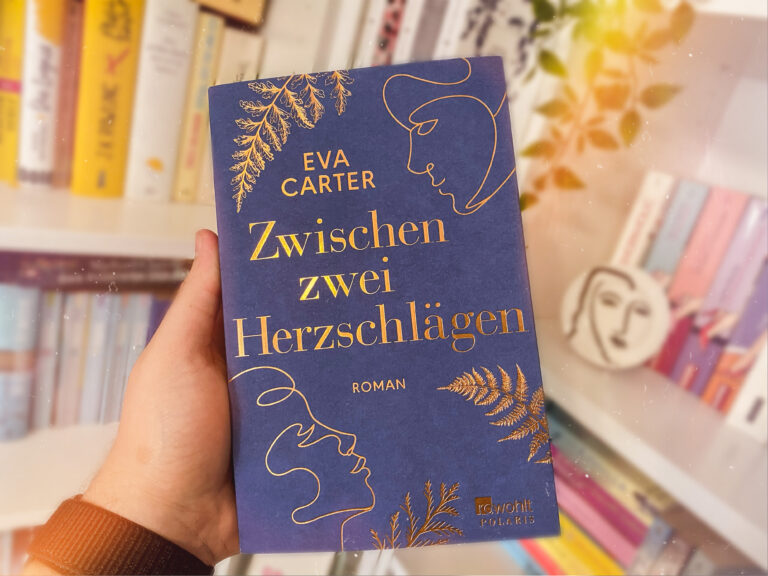 EVA
CARTER
Zwischen
zwei
Herzschlägen
ROMAN
rowohlt
POLARIS